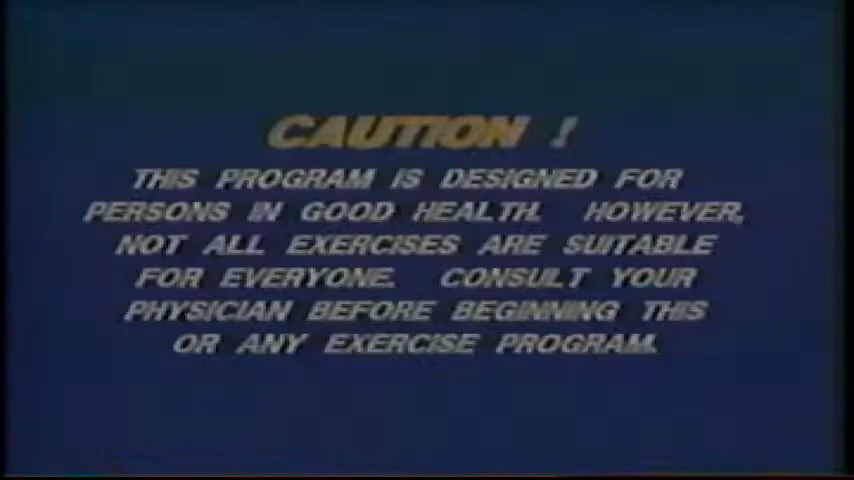 CAUTION !
THIS PROGRAM IS DESIGNED FOR
PERSONS IN GOOD HEALTH. HOWEVER,
NOT ALL EXERCISES ARE SUITABLE
FOR EVERYONE. CONSULT YOUR
PHYSICIAN BEFORE BEGINNING THIS
OR ANY EXERCISE PROGRAM.